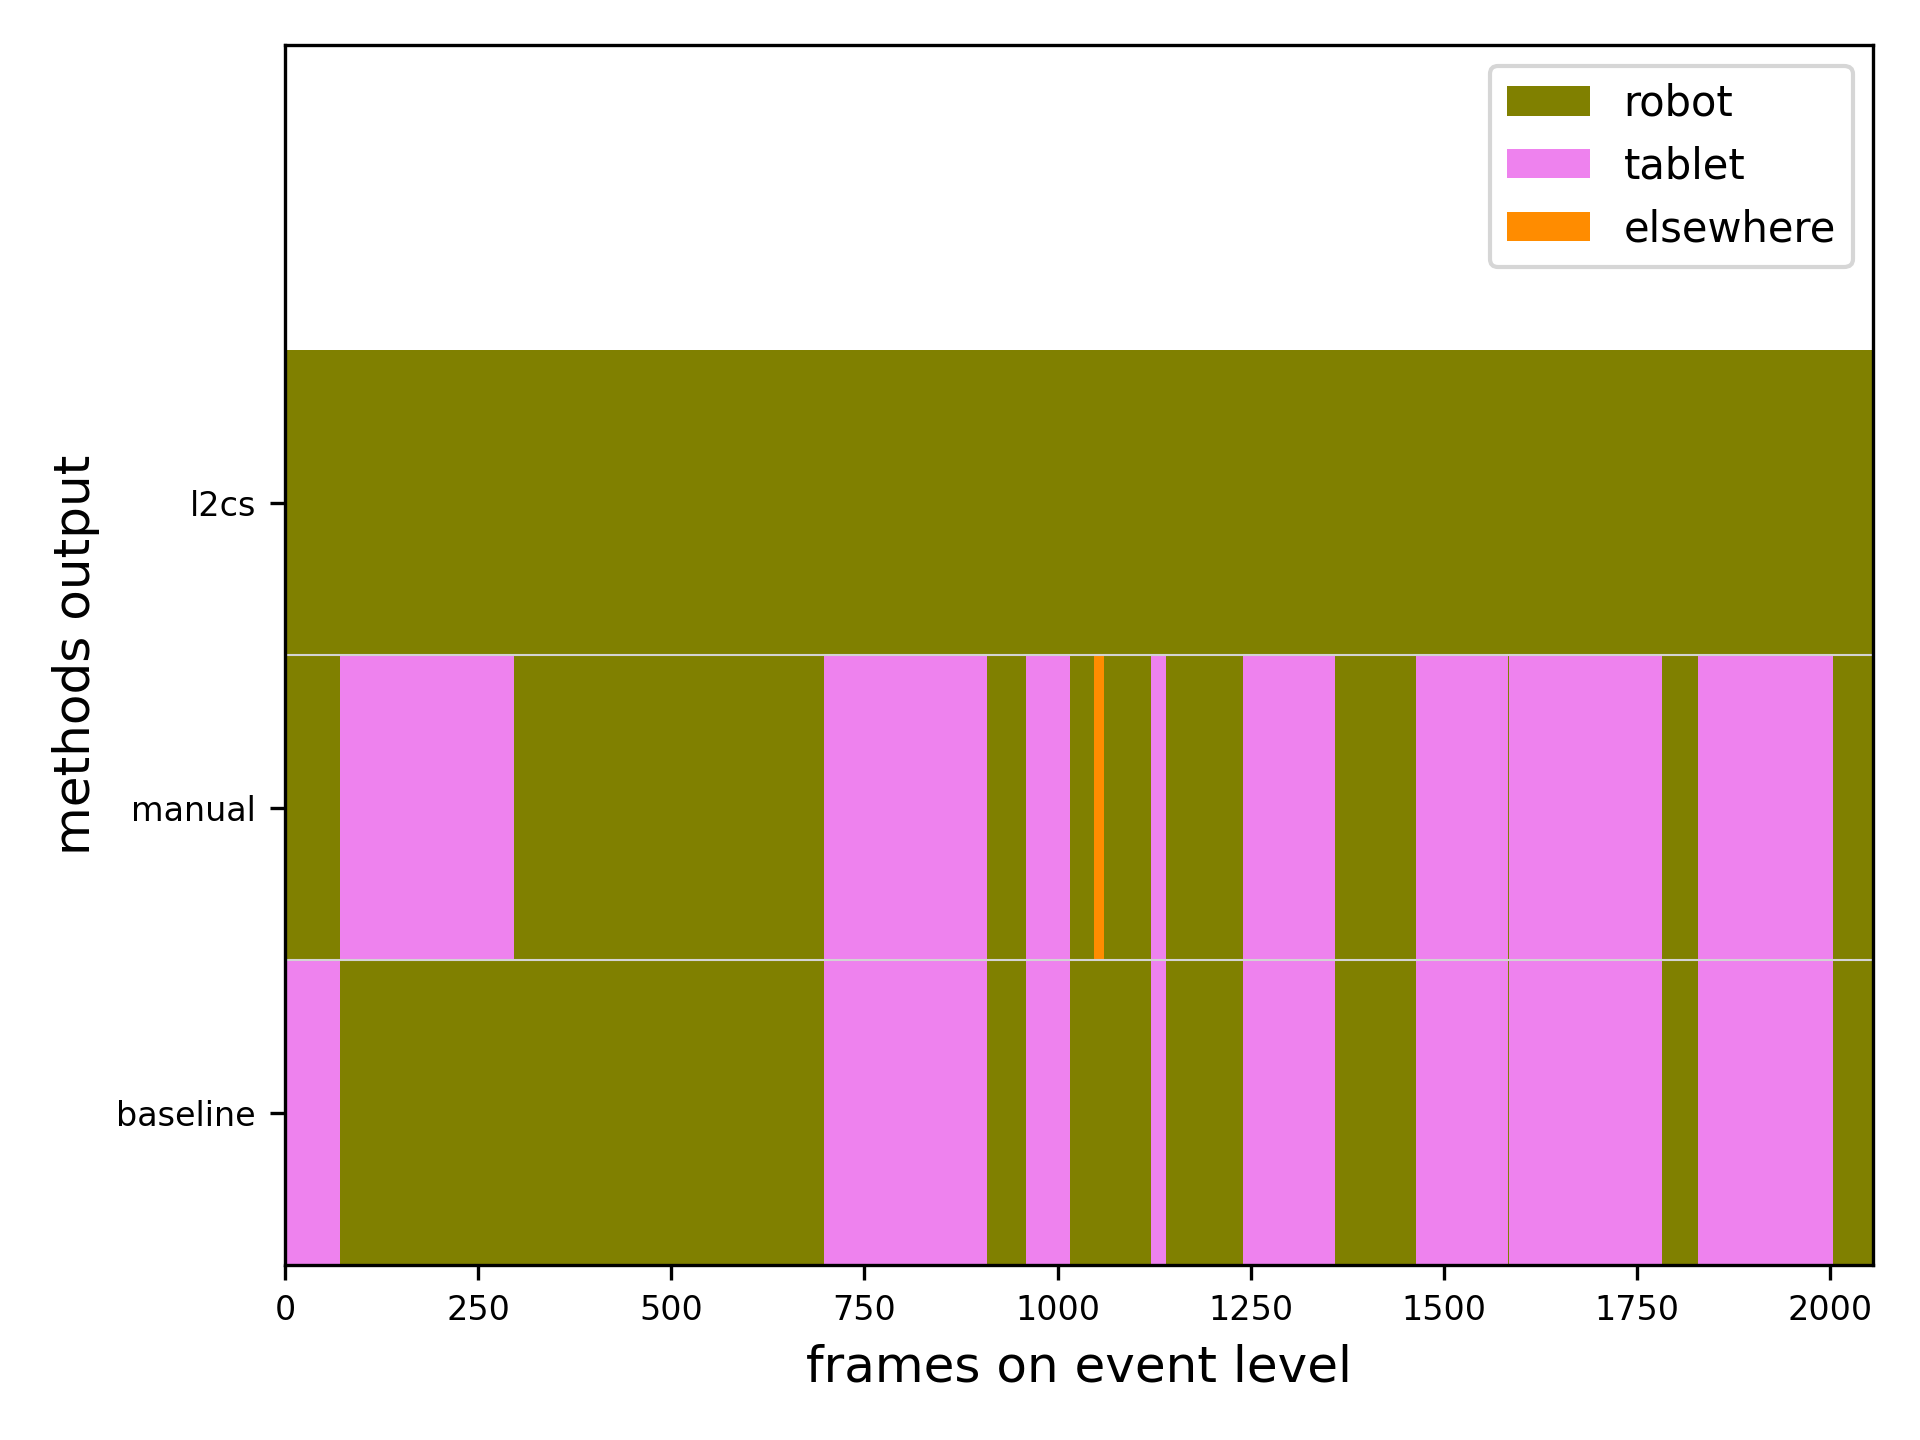 robot
tablet
elsewhere
methods output
l2cs
manual
baseline
0 250 500 750 1000 1250 1500 1750 2000
frames on event level